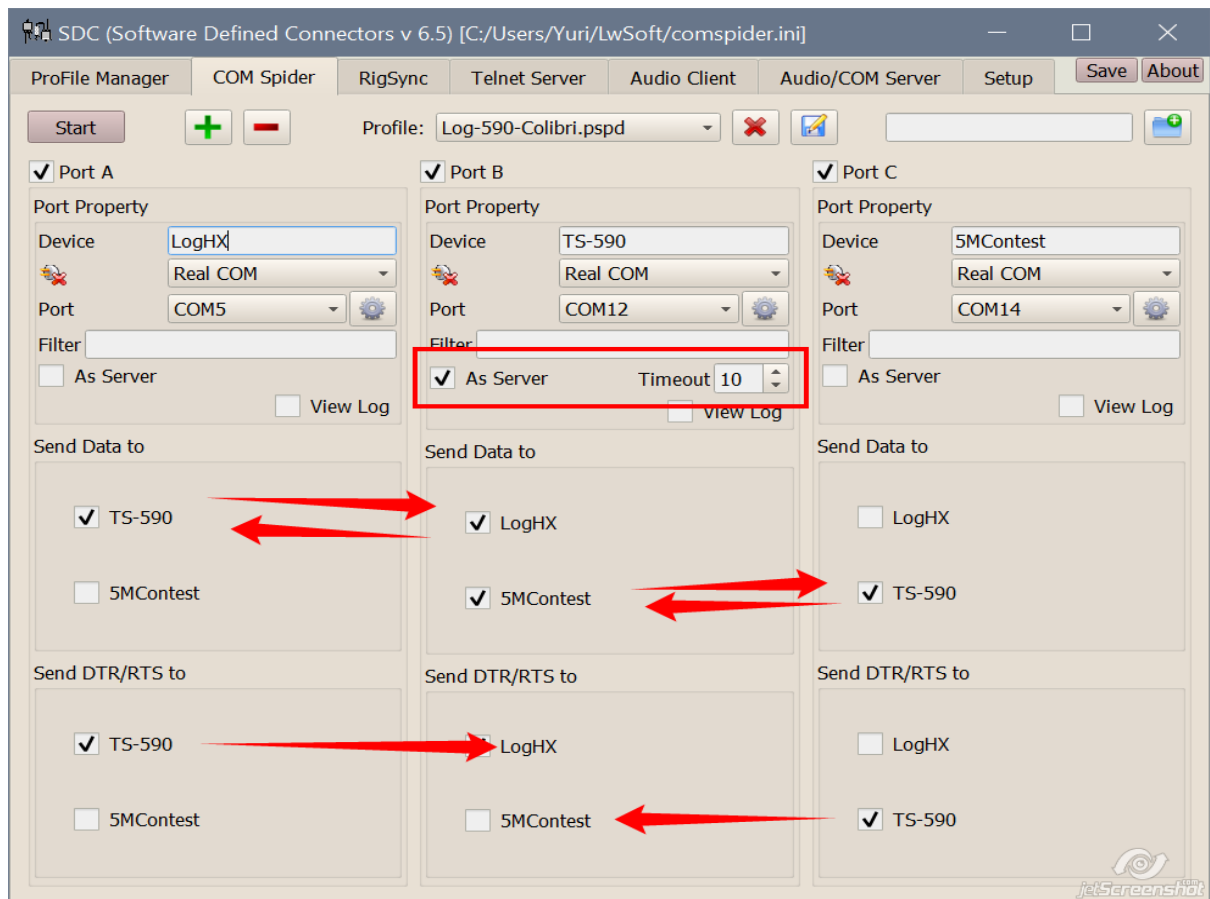 SDC (Software Defined Connectors v 6.5) [C:/Users/Yuri/LwSoft/comspider.ini]
ProFile Manager COM Spider RigSync Telnet Server Audio Client Audio/COM Server Setup Save About
Start Profile: Log-590-Colibri.pspd
Port A Port B Port C
Port Property Port Property Port Property
Device LogHX Device TS-590 Device 5MContest
Real COM Real COM Real COM
Port COM5 Port COM12 Port COM14
Filter Filter Filter
As Server As Server Timeout 10 As Server
View Log View Log View Log
Send Data to Send Data to Send Data to
TS-590 LogHX LogHX
5MContest 5MContest TS-590
Send DTR/RTS to Send DTR/RTS to Send DTR/RTS to
TS-590 LogHX LogHX
5MContest 5MContest TS-590
jetScreenshot.com